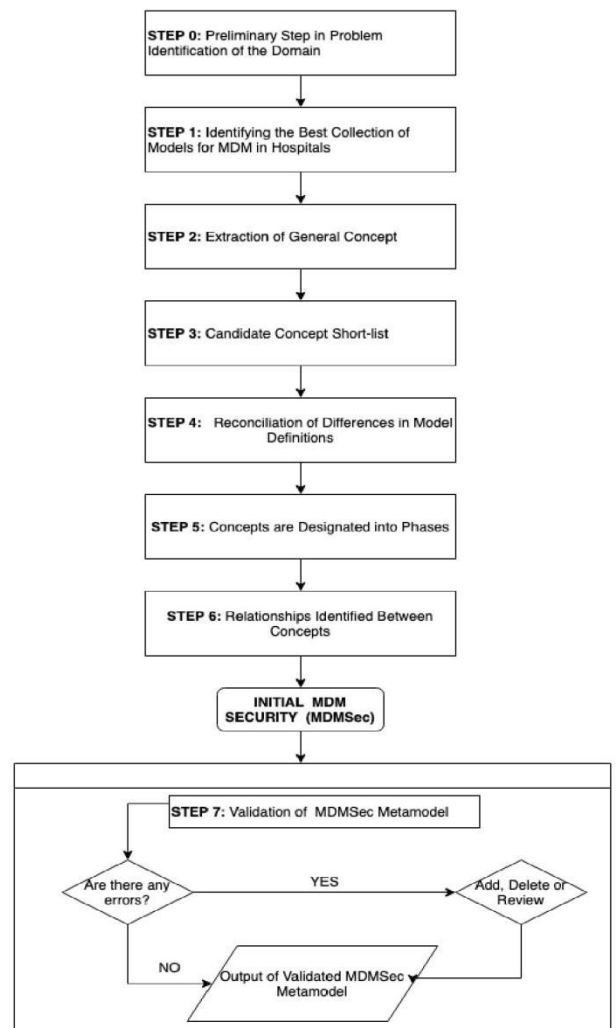 STEP 0: Preliminary Step in Problem
Identification of the Domain
STEP 1: Identifying the Best Collection of
Models for MDM in Hospitals
STEP 2: Extraction of General Concept
STEP 3: Candidate Concept Short-list
STEP 4: Reconciliation of Differences in Model
Definitions
STEP 5: Concepts are Designated into Phases
STEP 6: Relationships Identified Between
Concepts
INITIAL MDM
SECURITY (MDMSec)
STEP 7: Validation of MDMSec Metamodel
Are there any
errors?
YES
Add, Delete or
Review
NO
Output of Validated MDMSec
Metamodel